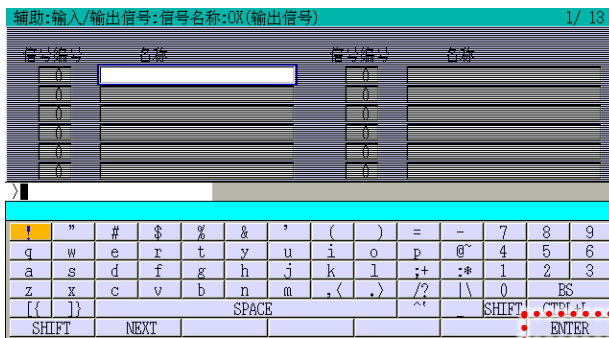 辅助:输入/输出信号:信号名称:OX(输出信号) 1/ 13
信号编号 名称 信号编号 名称
0 0
0 0
0 0
0 0
0 0
0 0
>
! " # $ % & ' ( ) = - 7 8 9
q w e r t y u i o p @~ 4 5 6
a s d f g h j k l ;+ :* 1 2 3
z x c v b n m ,< .> /? |\ 0 BS
[{ ]} SPACE ^` _ SHIFT CTRL+L
SHIFT NEXT ENTER